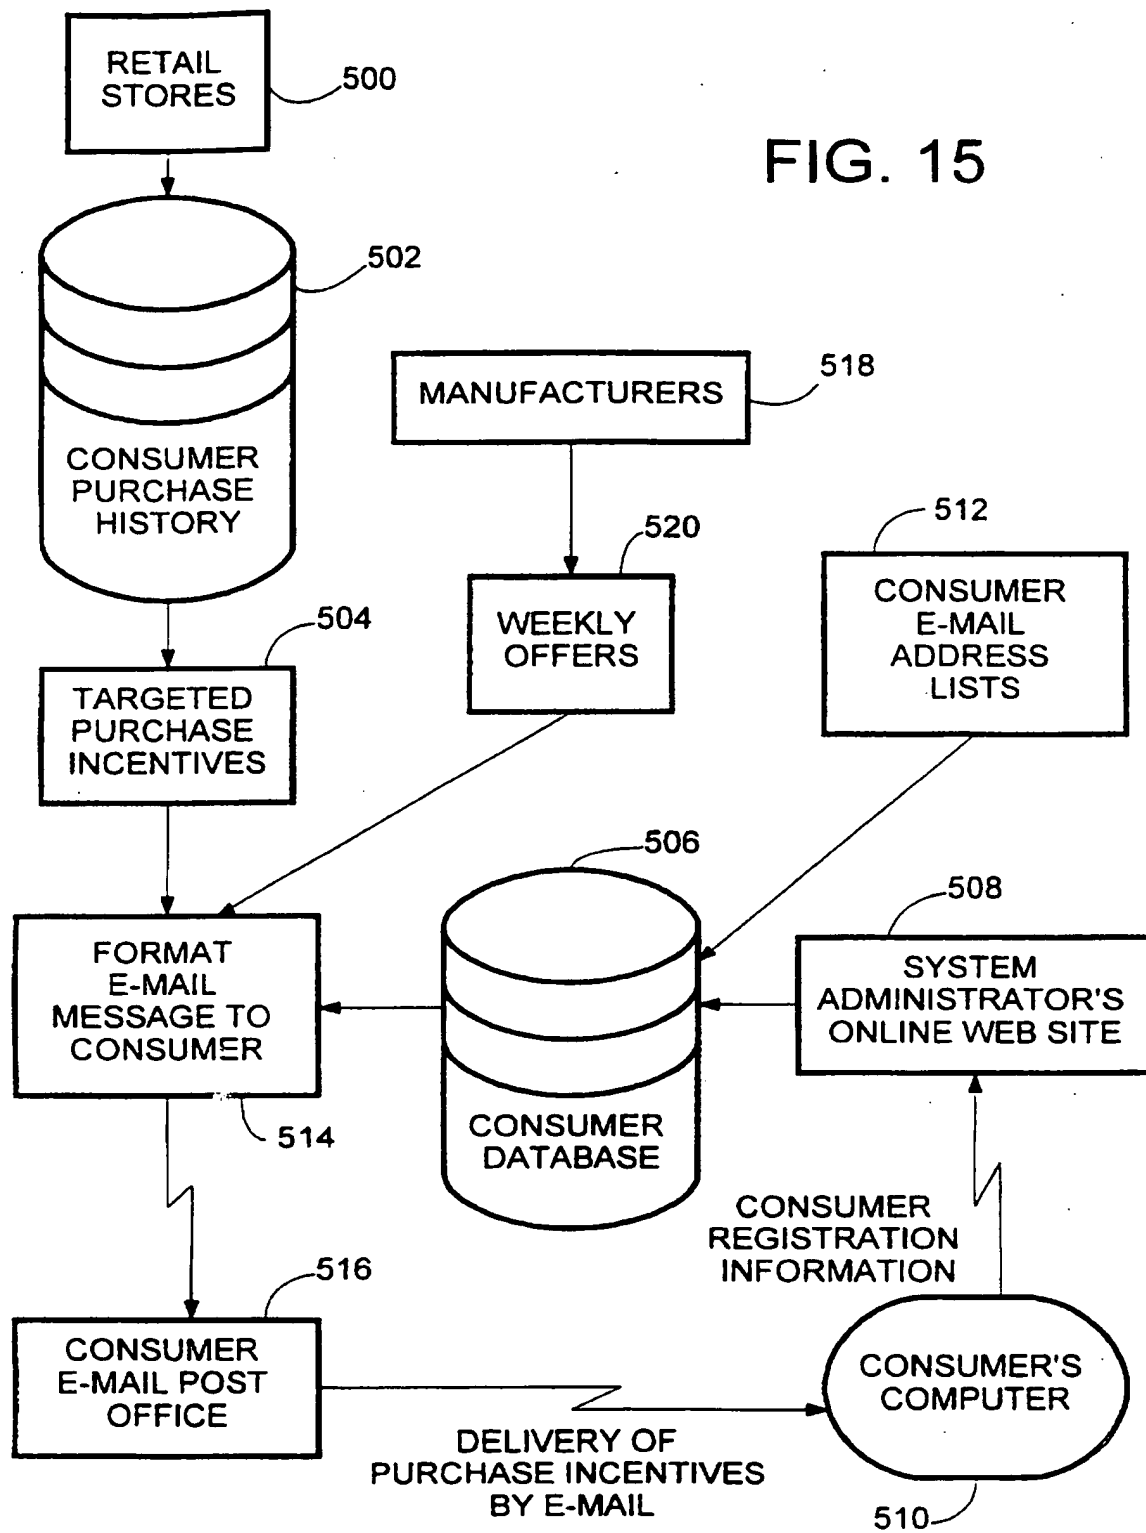 RETAIL
STORES
500
FIG. 15
502
CONSUMER
PURCHASE
HISTORY
MANUFACTURERS
518
520
WEEKLY
OFFERS
512
CONSUMER
E-MAIL
ADDRESS
LISTS
504
TARGETED
PURCHASE
INCENTIVES
506
508
FORMAT
E-MAIL
MESSAGE TO
CONSUMER
514
CONSUMER
DATABASE
SYSTEM
ADMINISTRATOR'S
ONLINE WEB SITE
CONSUMER
REGISTRATION
INFORMATION
516
CONSUMER
E-MAIL POST
OFFICE
CONSUMER'S
COMPUTER
DELIVERY OF
PURCHASE INCENTIVES
BY E-MAIL
510